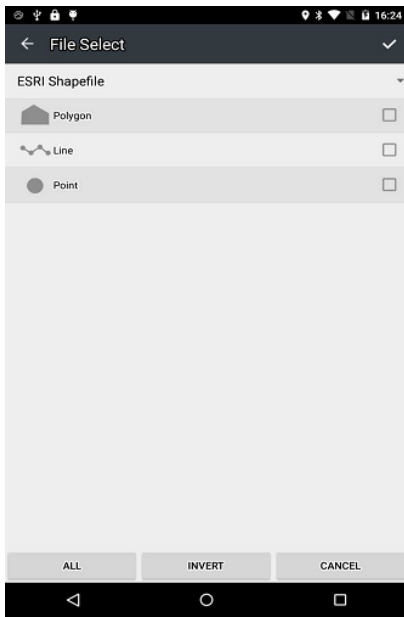 16:24
File Select
ESRI Shapefile
Polygon
Line
Point
ALL INVERT CANCEL